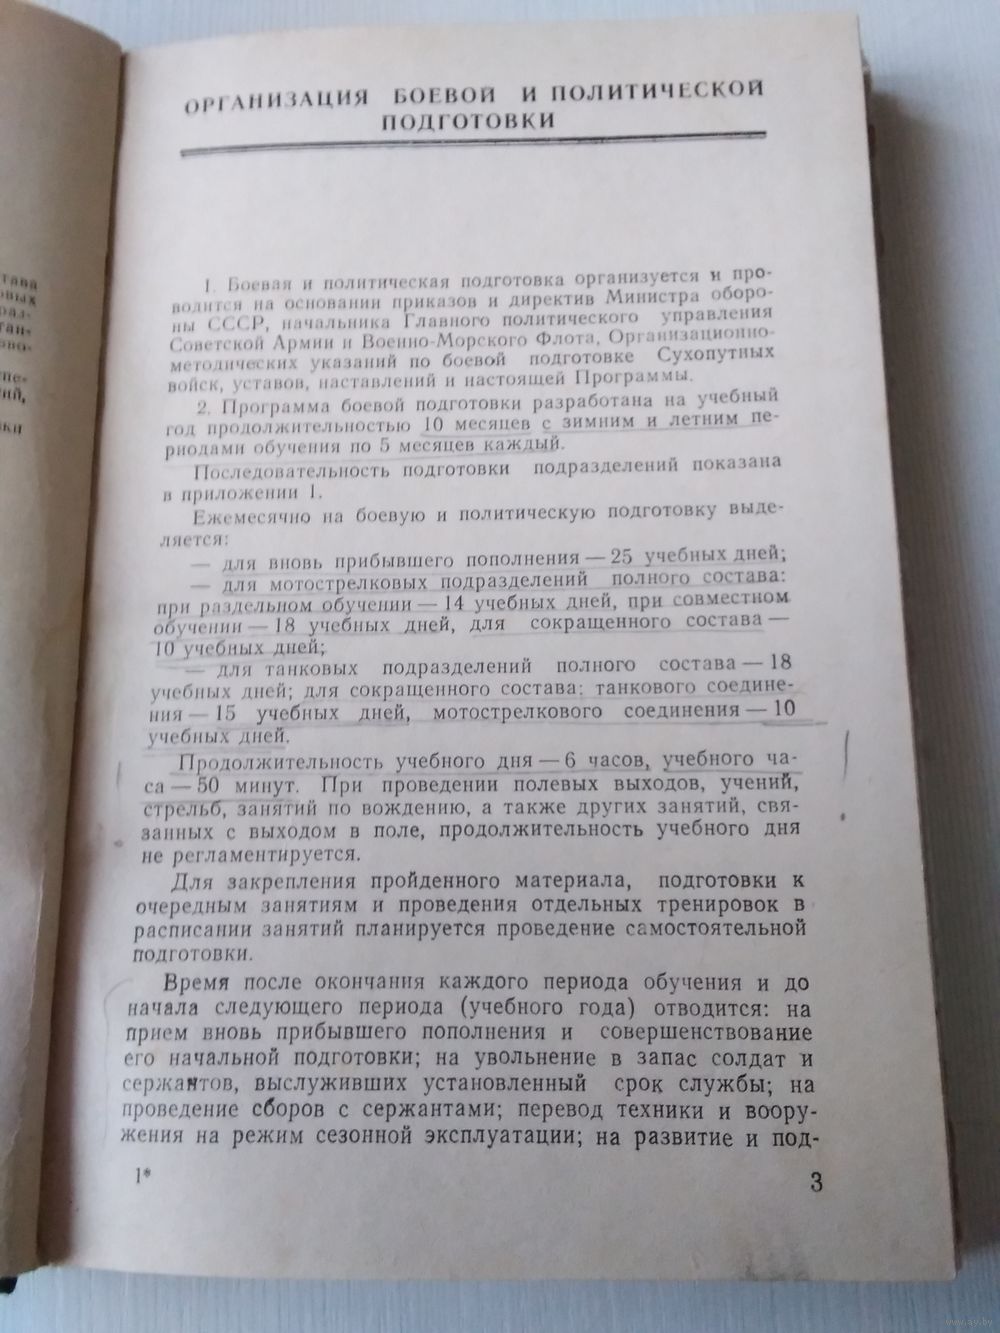 ОРГАНИЗАЦИЯ БОЕВОЙ И ПОЛИТИЧЕСКОЙ
ПОДГОТОВКИ
1. Боевая и политическая подготовка организуется и про-
водится на основании приказов и директив Министра оборо-
ны СССР, начальника Главного политического управления
Советской Армии и Военно-Морского Флота, Организационно-
методических указаний по боевой подготовке Сухопутных
войск, уставов, наставлений и настоящей Программы.
2. Программа боевой подготовки разработана на учебный
год продолжительностью 10 месяцев с зимним и летним пе-
риодами обучения по 5 месяцев каждый.
Последовательность подготовки подразделений показана
в приложении 1.
Ежемесячно на боевую и политическую подготовку выде-
ляется:
— для вновь прибывшего пополнения — 25 учебных дней;
— для мотострелковых подразделений полного состава:
при раздельном обучении — 14 учебных дней, при совместном
обучении — 18 учебных дней, для сокращенного состава —
10 учебных дней;
— для танковых подразделений полного состава — 18
учебных дней; для сокращенного состава: танкового соедине-
ния — 15 учебных дней, мотострелкового соединения — 10
учебных дней.
Продолжительность учебного дня — 6 часов, учебного ча-
са — 50 минут. При проведении полевых выходов, учений,
стрельб, занятий по вождению, а также других занятий, свя-
занных с выходом в поле, продолжительность учебного дня
не регламентируется.
Для закрепления пройденного материала, подготовки к
очередным занятиям и проведения отдельных тренировок в
расписании занятий планируется проведение самостоятельной
подготовки.
Время после окончания каждого периода обучения и до
начала следующего периода (учебного года) отводится: на
прием вновь прибывшего пополнения и совершенствование
его начальной подготовки; на увольнение в запас солдат и
сержантов, выслуживших установленный срок службы; на
проведение сборов с сержантами; перевод техники и воору-
жения на режим сезонной эксплуатации; на развитие и под-
1*
3
www.ay.by